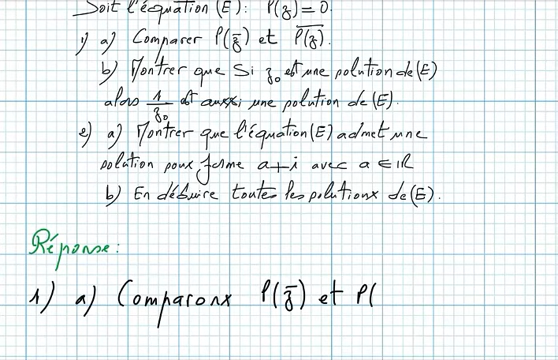 Soit l'équation (E): P(z) = 0.
1) a) Comparer P(z̄) et \overline{P(z)}.
b) Montrer que si z₀ est une solution de (E)
alors 1/z₀ est aussi une solution de (E).
2) a) Montrer que l'équation (E) admet une
solution pour forme a+i avec a ∈ ℝ
b) En déduire toutes les solutions de (E).
Réponse:
1) a) Comparons P(z̄) et P(